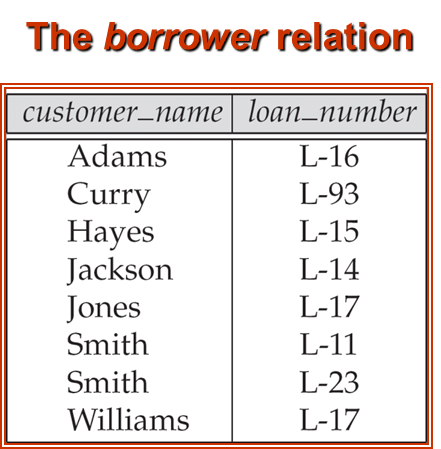 The borrower relation
customer_name loan_number
Adams L-16
Curry L-93
Hayes L-15
Jackson L-14
Jones L-17
Smith L-11
Smith L-23
Williams L-17